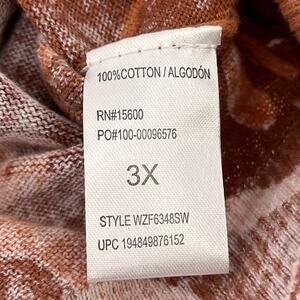 100%COTTON / ALGODÓN
RN#15600
PO#100-00096576
3X
STYLE WZF6348SW
UPC 194849876152